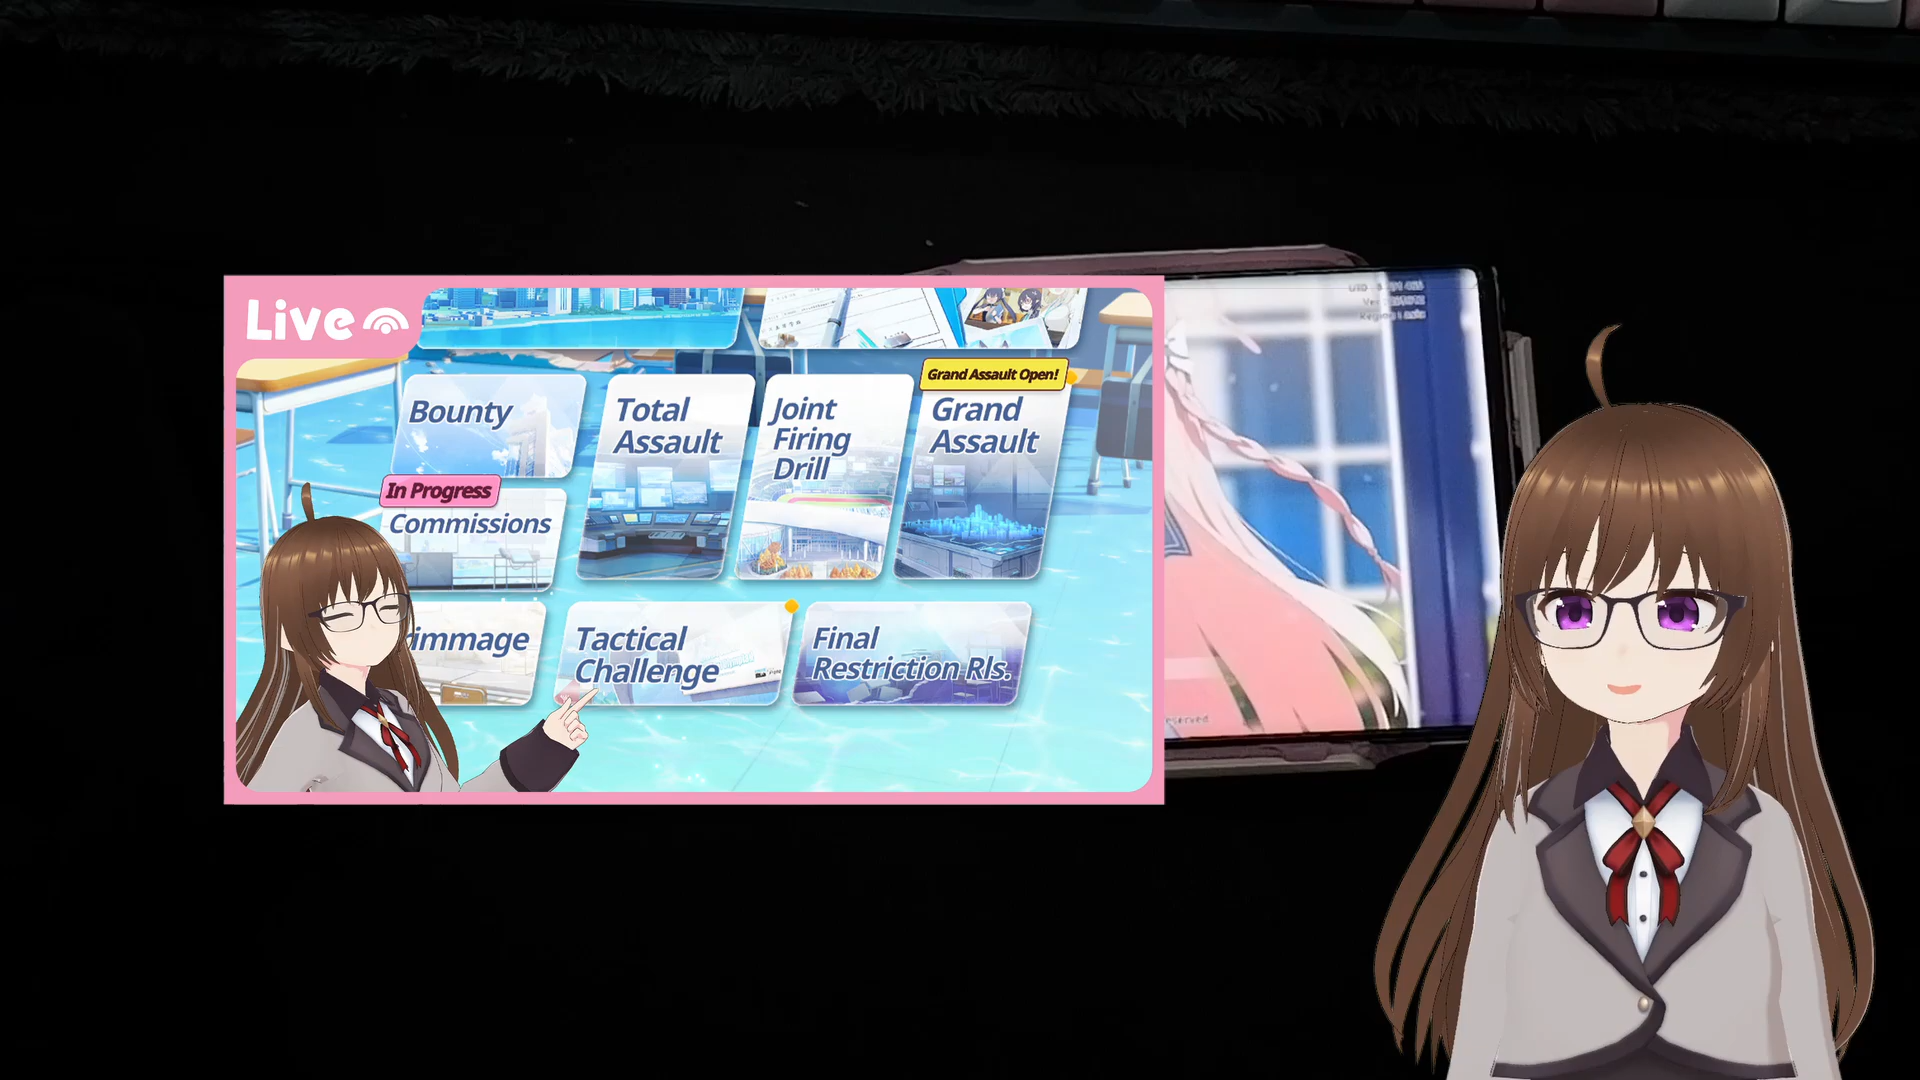 Live
Grand Assault Open!
Bounty
Total
Assault
Joint
Firing
Drill
Grand
Assault
In Progress
Commissions
immage
Tactical
Challenge
Final
Restriction Rls.